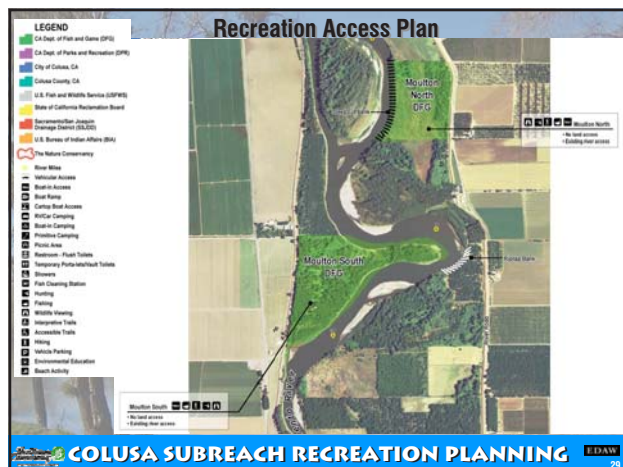 Recreation Access Plan
LEGEND
CA Dept. of Fish and Game (DFG)
CA Dept. of Parks and Recreation (DPR)
City of Colusa, CA
Colusa County, CA
U.S. Fish and Wildlife Service (USFWS)
State of California Reclamation Board
Sacramento/San Joaquin
Drainage District (SSJDD)
U.S. Bureau of Indian Affairs (BIA)
The Nature Conservancy
River Miles
Vehicular Access
Boat-In Access
Boat Ramp
Cartop Boat Access
RV/Car Camping
Boat-in Camping
Primitive Camping
Picnic Area
Restroom - Flush Toilets
Temporary Porta-lets/Vault Toilets
Showers
Fish Cleaning Station
Hunting
Fishing
Wildlife Viewing
Interpretive Trails
Accessible Trails
Hiking
Vehicle Parking
Environmental Education
Beach Activity
Moulton
North
DFG
Moulton North
• No land access
• Existing river access
Moulton South
DFG
Riprap Bank
Moulton South
• No land access
• Existing river access
COLUSA SUBREACH RECREATION PLANNING
EDAW
29